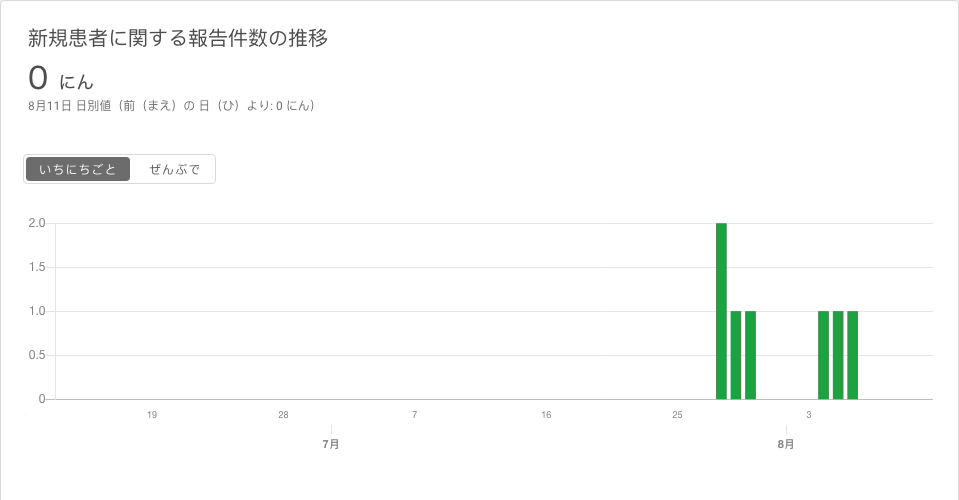 新規患者に関する報告件数の推移
0 にん
8月11日 日別値（前（まえ）の 日（ひ）より: 0 にん）
いちにちごと ぜんぶで
2.0
1.5
1.0
0.5
0
19 28 7 16 25 3
7月 8月